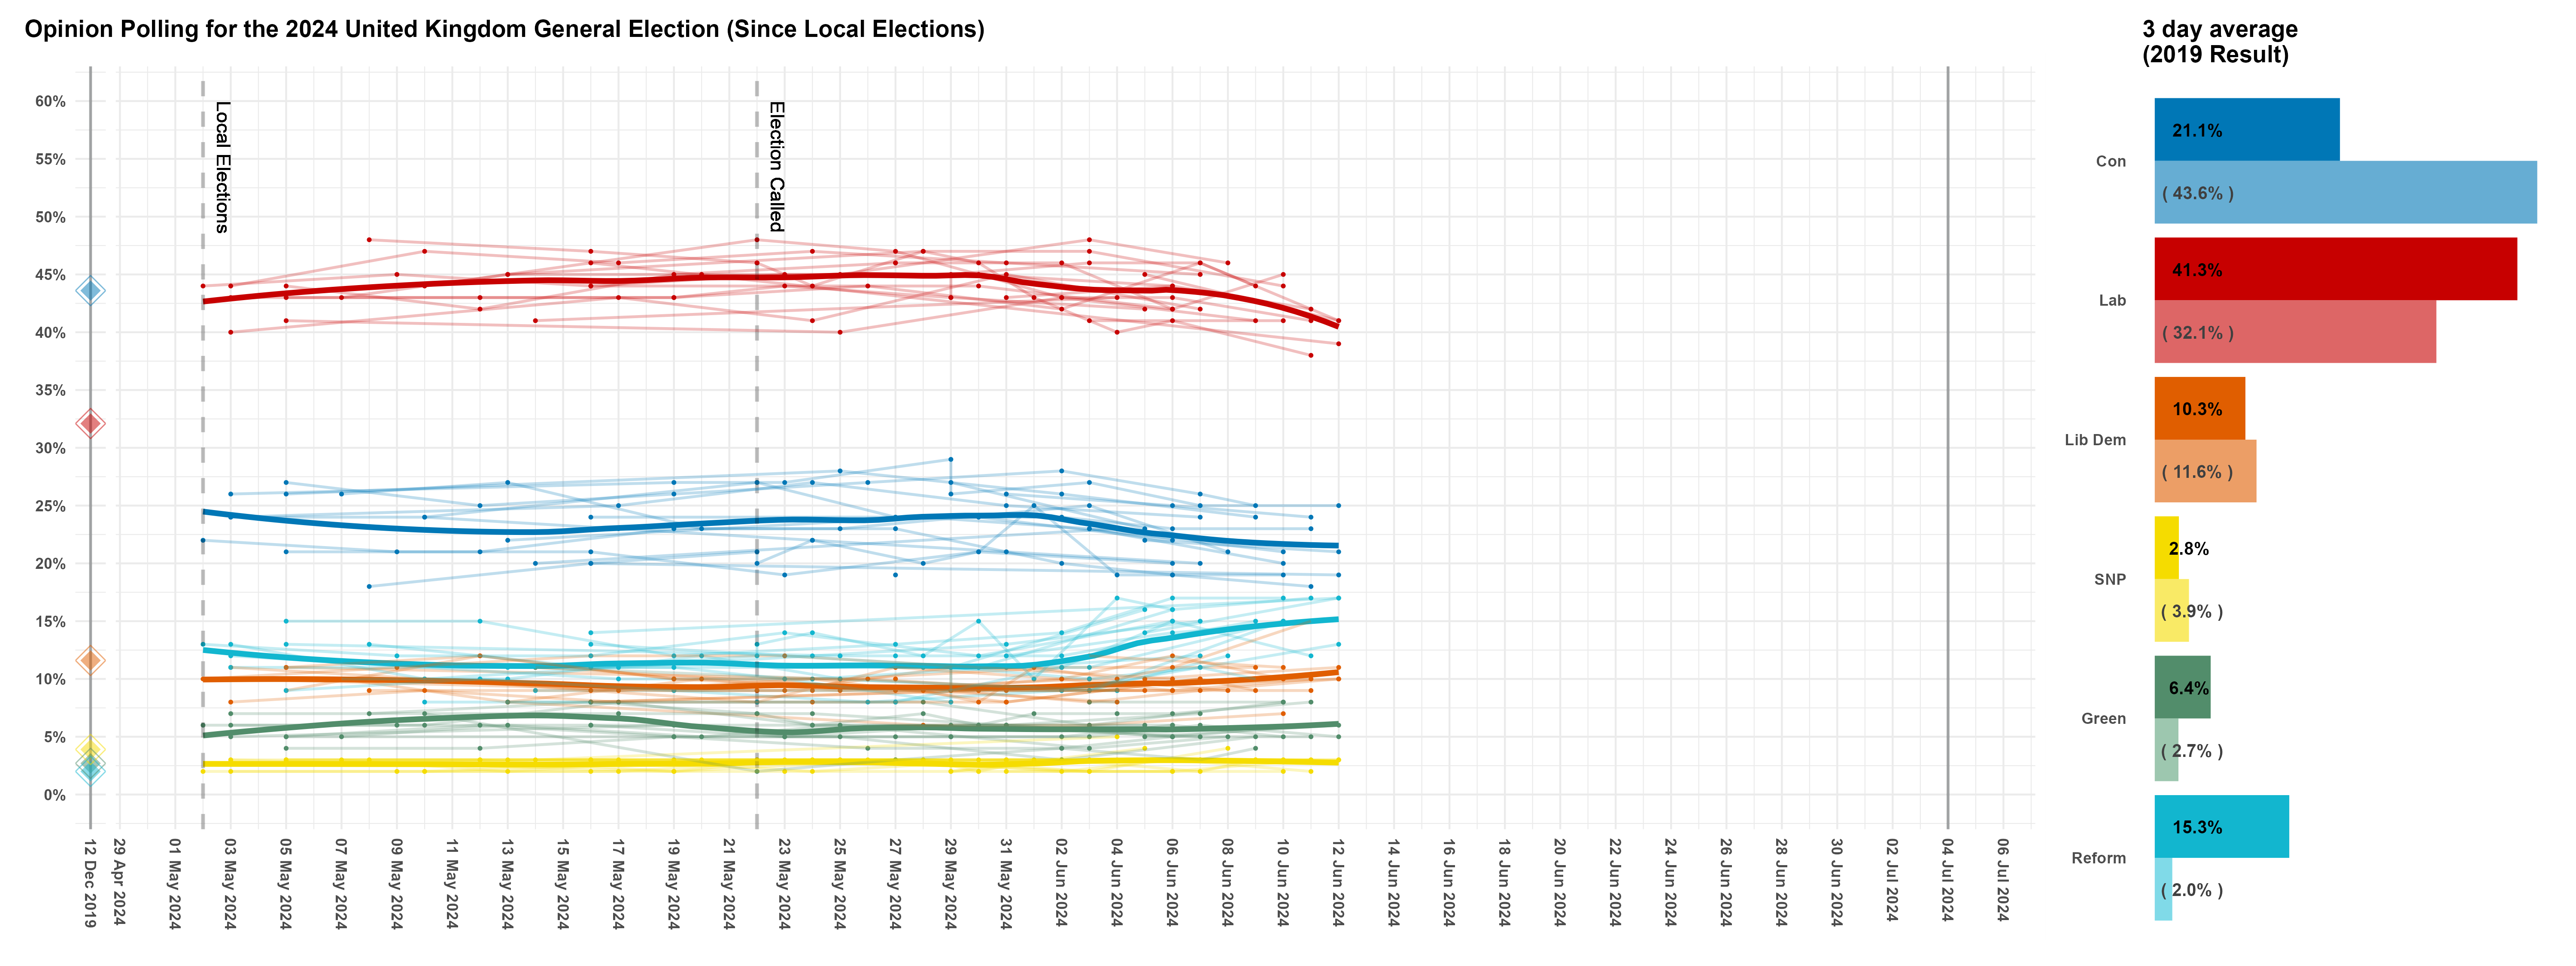 Opinion Polling for the 2024 United Kingdom General Election (Since Local Elections)
60%
55%
50%
45%
40%
35%
30%
25%
20%
15%
10%
5%
0%
Local Elections
Election Called
12 Dec 2019
29 Apr 2024
01 May 2024
03 May 2024
05 May 2024
07 May 2024
09 May 2024
11 May 2024
13 May 2024
15 May 2024
17 May 2024
19 May 2024
21 May 2024
23 May 2024
25 May 2024
27 May 2024
29 May 2024
31 May 2024
02 Jun 2024
04 Jun 2024
06 Jun 2024
08 Jun 2024
10 Jun 2024
12 Jun 2024
14 Jun 2024
16 Jun 2024
18 Jun 2024
20 Jun 2024
22 Jun 2024
24 Jun 2024
26 Jun 2024
28 Jun 2024
30 Jun 2024
02 Jul 2024
04 Jul 2024
06 Jul 2024
3 day average
(2019 Result)
Con
21.1%
( 43.6% )
Lab
41.3%
( 32.1% )
Lib Dem
10.3%
( 11.6% )
SNP
2.8%
( 3.9% )
Green
6.4%
( 2.7% )
Reform
15.3%
( 2.0% )